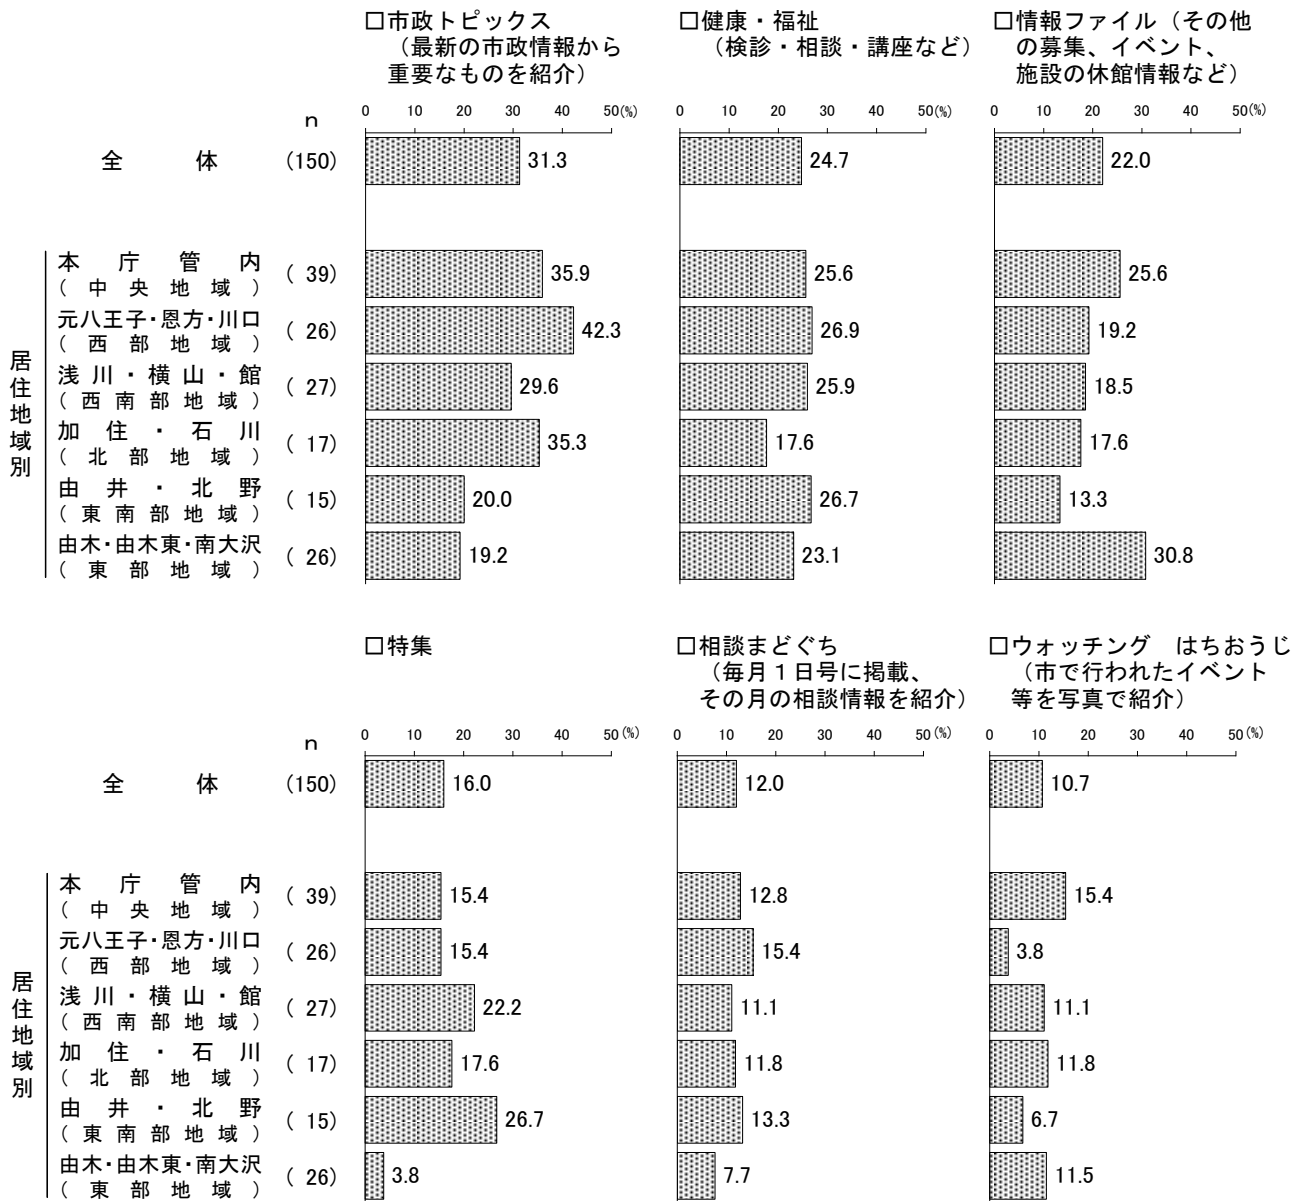 □市政トピックス
（最新の市政情報から
重要なものを紹介）
□健康・福祉
（検診・相談・講座など）
□情報ファイル（その他
の募集、イベント、
施設の休館情報など）
n
0 10 20 30 40 50(%)
0 10 20 30 40 50(%)
0 10 20 30 40 50(%)
全体 (150) 31.3 24.7 22.0
居住地域別
本庁管内
（中央地域）
( 39) 35.9 25.6 25.6
元八王子・恩方・川口
（西部地域）
( 26) 42.3 26.9 19.2
浅川・横山・館
（西南部地域）
( 27) 29.6 25.9 18.5
加住・石川
（北部地域）
( 17) 35.3 17.6 17.6
由井・北野
（東南部地域）
( 15) 20.0 26.7 13.3
由木・由木東・南大沢
（東部地域）
( 26) 19.2 23.1 30.8
□特集
□相談まどぐち
（毎月１日号に掲載、
その月の相談情報を紹介）
□ウォッチング　はちおうじ
（市で行われたイベント
等を写真で紹介）
n
0 10 20 30 40 50(%)
0 10 20 30 40 50(%)
0 10 20 30 40 50(%)
全体 (150) 16.0 12.0 10.7
居住地域別
本庁管内
（中央地域）
( 39) 15.4 12.8 15.4
元八王子・恩方・川口
（西部地域）
( 26) 15.4 15.4 3.8
浅川・横山・館
（西南部地域）
( 27) 22.2 11.1 11.1
加住・石川
（北部地域）
( 17) 17.6 11.8 11.8
由井・北野
（東南部地域）
( 15) 26.7 13.3 6.7
由木・由木東・南大沢
（東部地域）
( 26) 3.8 7.7 11.5